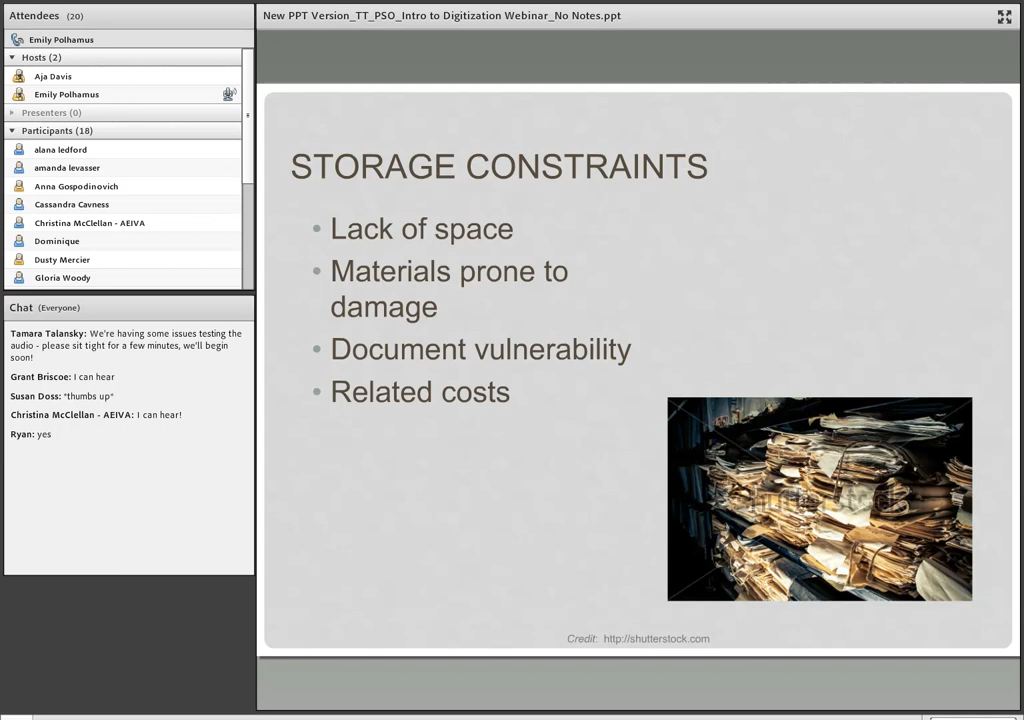 Attendees (20)
Emily Polhamus
Hosts (2)
Aja Davis
Emily Polhamus
Presenters (0)
Participants (18)
alana ledford
amanda levasser
Anna Gospodinovich
Cassandra Cavness
Christina McClellan - AEIVA
Dominique
Dusty Mercier
Gloria Woody
Chat (Everyone)
Tamara Talansky: We're having some issues testing the
audio - please sit tight for a few minutes, we'll begin
soon!
Grant Briscoe: I can hear
Susan Doss: *thumbs up*
Christina McClellan - AEIVA: I can hear!
Ryan: yes
New PPT Version_TT_PSO_Intro to Digitization Webinar_No Notes.ppt
STORAGE CONSTRAINTS
• Lack of space
• Materials prone to
damage
• Document vulnerability
• Related costs
shutterstock
Credit: http://shutterstock.com